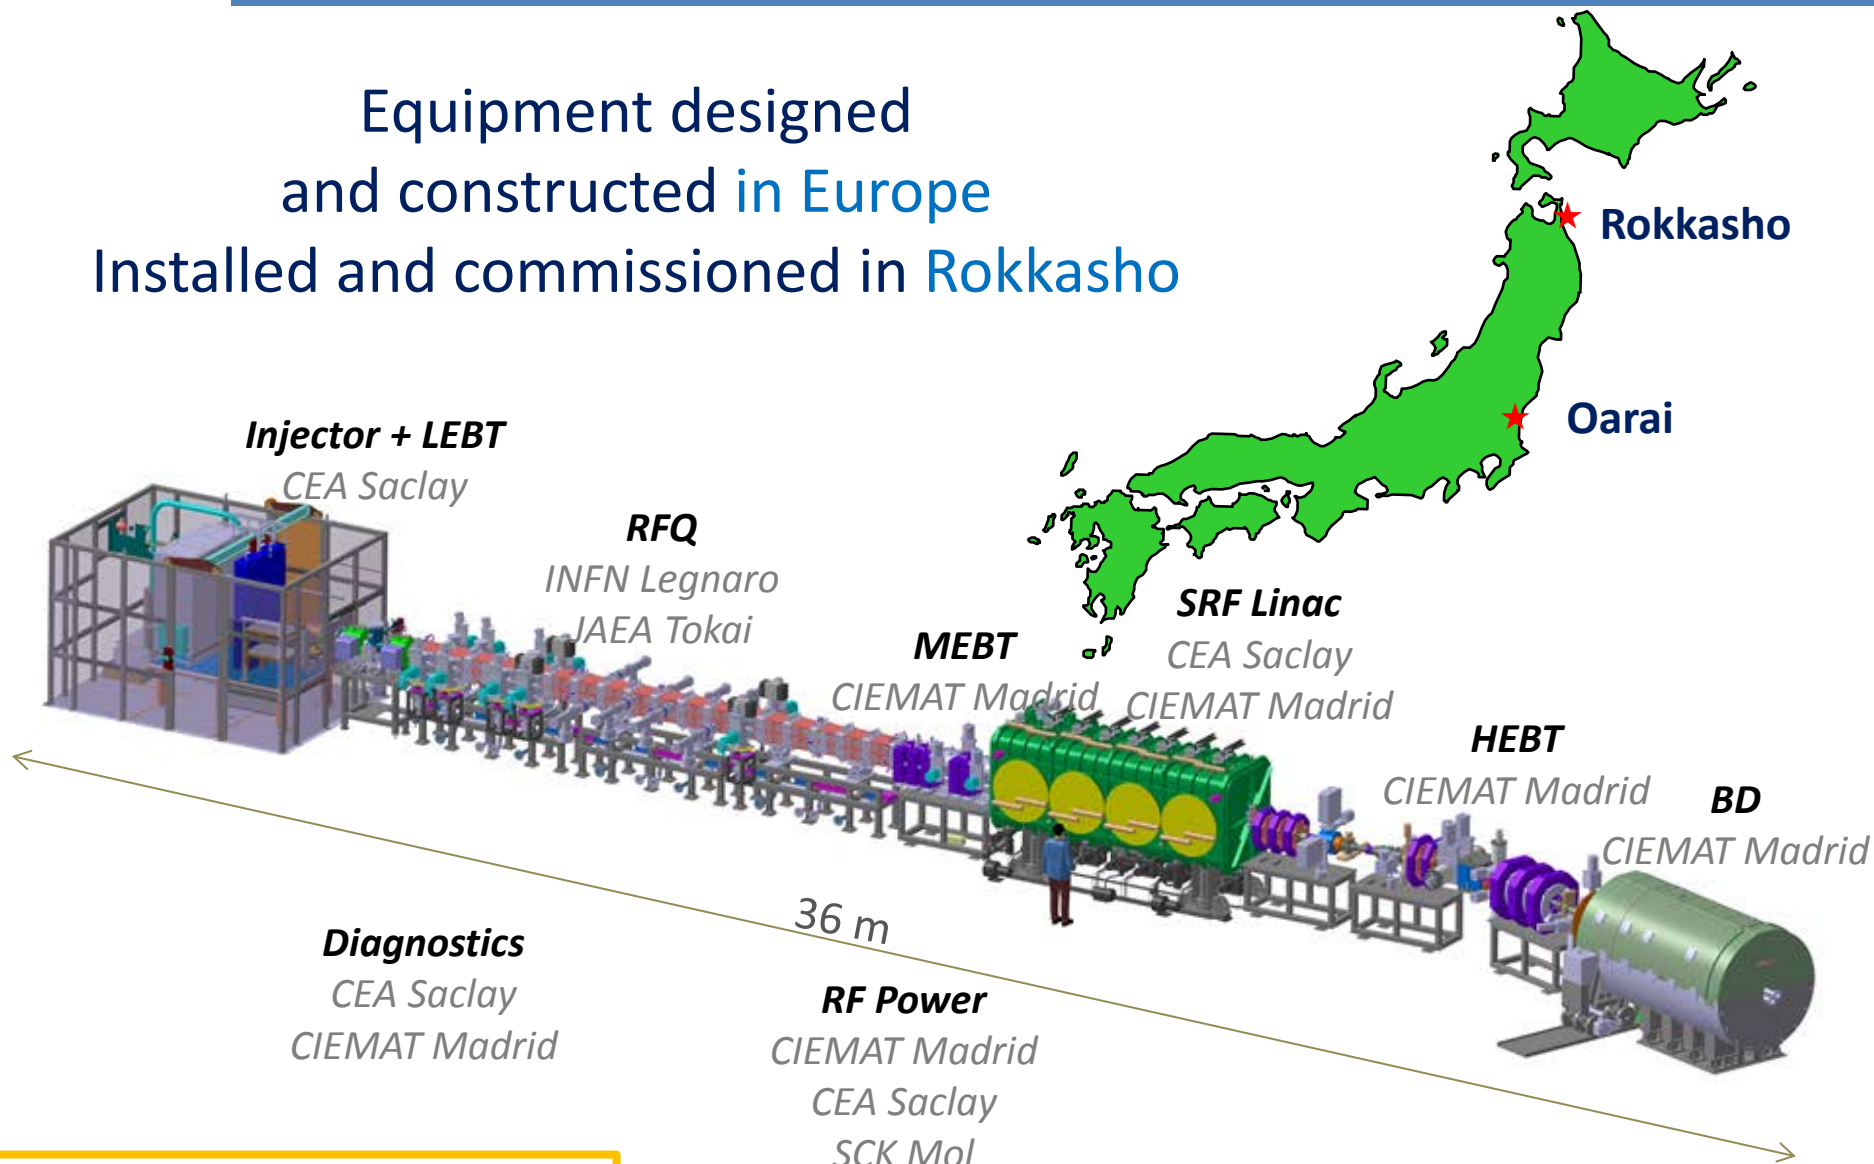 Equipment designed
and constructed in Europe
Installed and commissioned in Rokkasho
Rokkasho
Oarai
Injector + LEBT
CEA Saclay
RFQ
INFN Legnaro
JAEA Tokai
MEBT
CIEMAT Madrid
SRF Linac
CEA Saclay
CIEMAT Madrid
HEBT
CIEMAT Madrid
BD
CIEMAT Madrid
36 m
Diagnostics
CEA Saclay
CIEMAT Madrid
RF Power
CIEMAT Madrid
CEA Saclay
SCK Mol